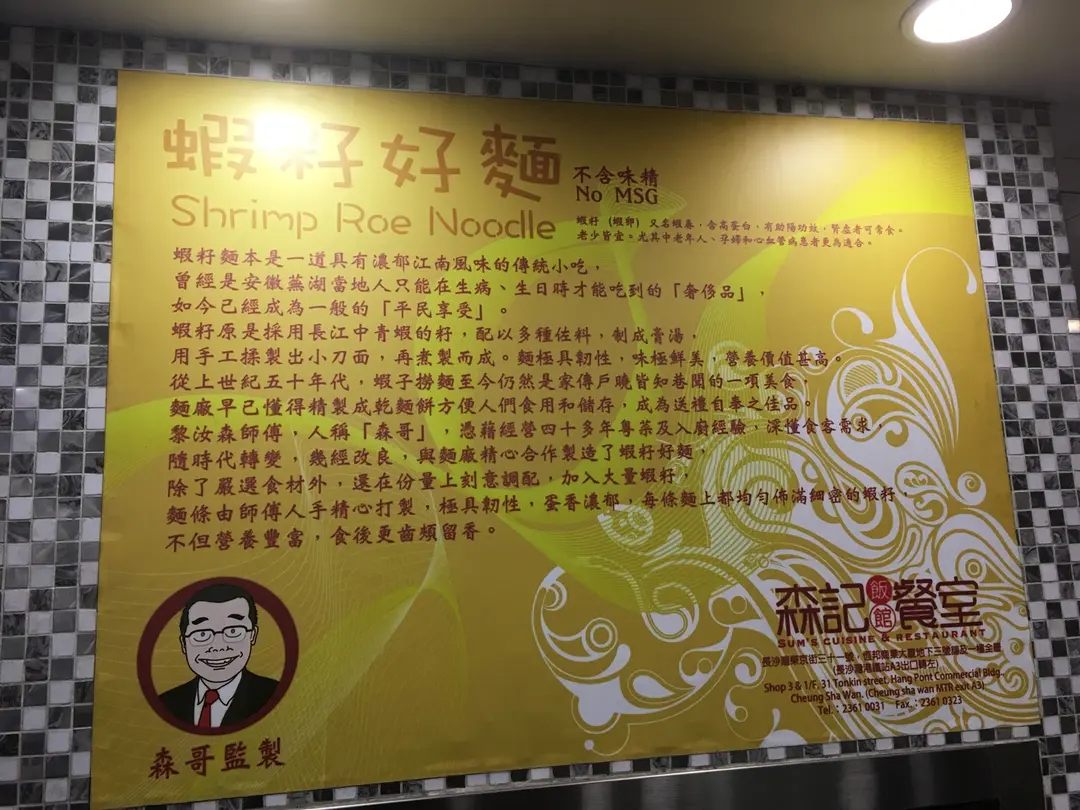 蝦籽好麵
Shrimp Roe Noodle
不含味精
No MSG
蝦籽（蝦卵）又名蝦春，含高蛋白，有助陽功效，腎虛者可常食。
老少皆宜。尤其中老年人、孕婦和心血管病患者更為適合。
蝦籽麵本是一道具有濃郁江南風味的傳統小吃，
曾經是安徽蕪湖當地人只能在生病、生日時才能吃到的「奢侈品」，
如今已經成為一般的「平民享受」。
蝦籽原是採用長江中青蝦的籽，配以多種佐料，制成膏湯，
用手工揉製出小刀面，再煮製而成。麵極具韌性，味極鮮美，營養價值甚高。
從上世紀五十年代，蝦子撈麵至今仍然是家傳戶曉皆知巷聞的一項美食，
麵廠早已懂得精製成乾麵餅方便人們食用和儲存，成為送禮自奉之佳品。
黎汝森師傅，人稱「森哥」，憑藉經營四十多年粵菜及入廚經驗，深懂食客需求，
隨時代轉變，幾經改良，與麵廠精心合作製造了蝦籽好麵，
除了嚴選食材外，還在份量上刻意調配，加入大量蝦籽，
麵條由師傅人手精心打製，極具韌性，蛋香濃郁，每條麵上都均勻佈滿細密的蝦籽，
不但營養豐富，食後更齒頰留香。
森哥監製
森記飯館餐室
SUM'S CUISINE & RESTAURANT
長沙灣東京街三十一號，恆邦商業大廈地下三號舖及一樓全層
(長沙灣港鐵站A3出口轉左)
Shop 3 & 1/F, 31 Tonkin street, Hang Pont Commercial Bldg.,
Cheung Sha Wan. (Cheung sha wan MTR exit A3)
Tel. : 2361 0031 Fax. : 2361 0323